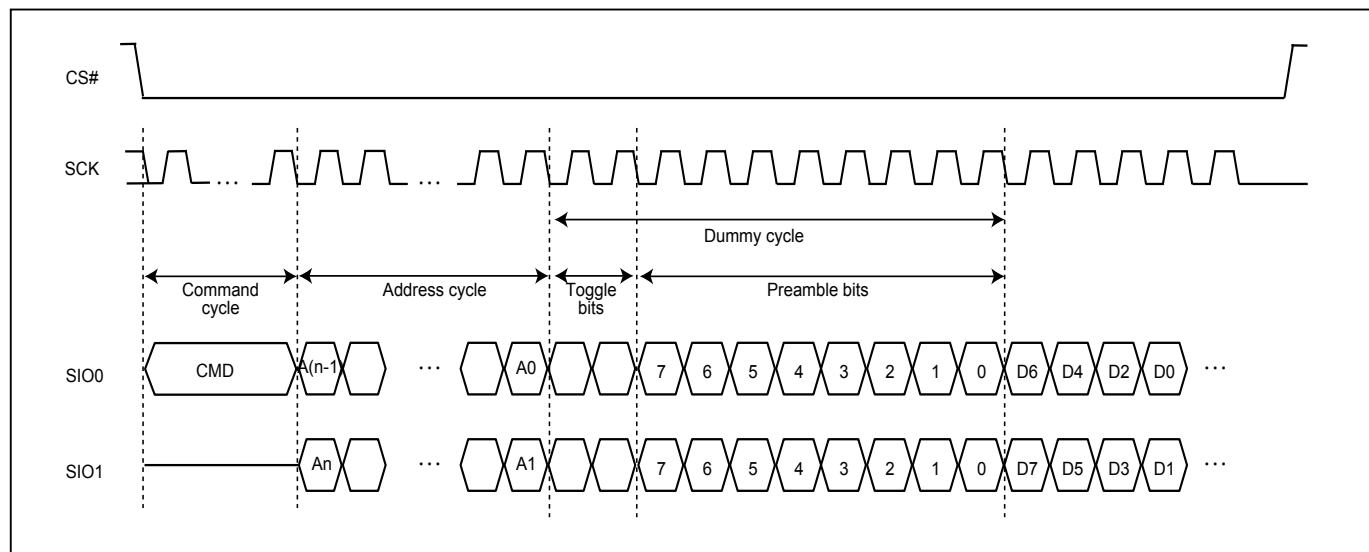 CS#
SCK
…
…
Dummy cycle
Command
cycle
Address cycle
Toggle
bits
Preamble bits
SIO0
CMD
A(n-1)
…
A0
7 6 5 4 3 2 1 0
D6 D4 D2 D0
…
SIO1
An
…
A1
7 6 5 4 3 2 1 0
D7 D5 D3 D1
…